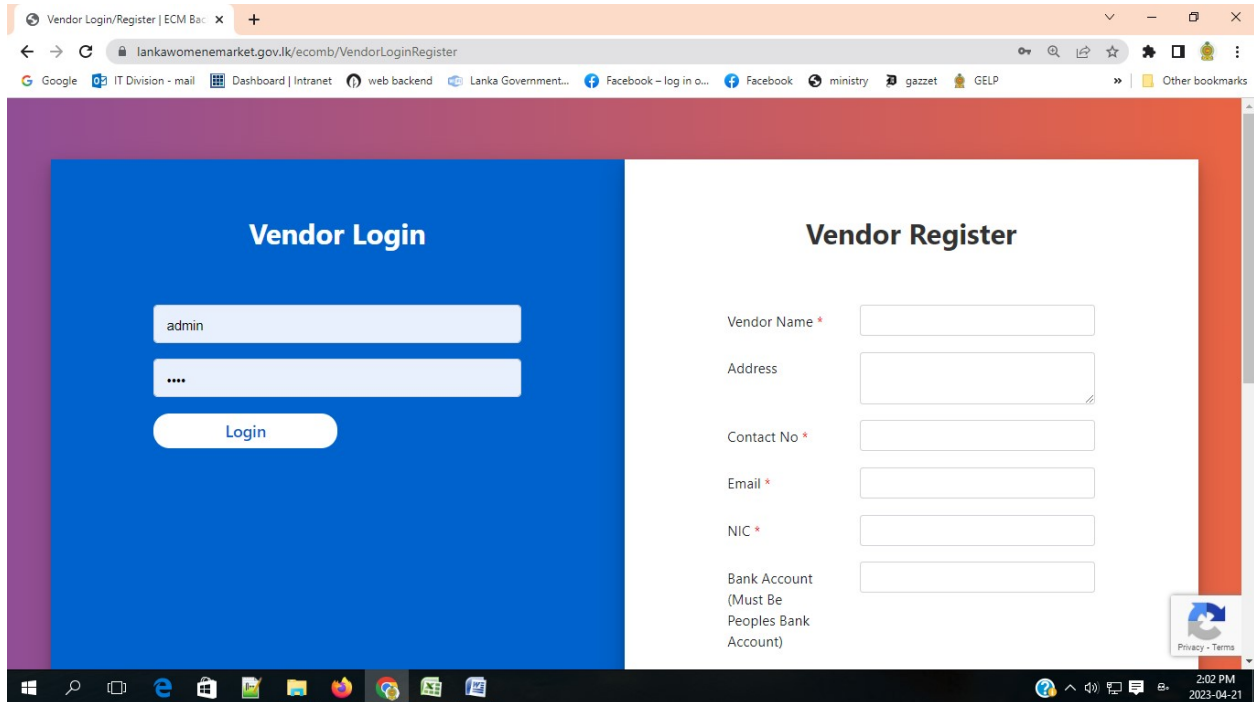 Vendor Login/Register | ECM Bac
lankawomenemarket.gov.lk/ecomb/VendorLoginRegister
G Google IT Division - mail Dashboard | Intranet web backend Lanka Government... Facebook – log in o... Facebook ministry gazzet GELP » Other bookmarks
Vendor Login
Vendor Register
admin
••••
Login
Vendor Name *
Address
Contact No *
Email *
NIC *
Bank Account
(Must Be
Peoples Bank
Account)
Privacy - Terms
2:02 PM
2023-04-21